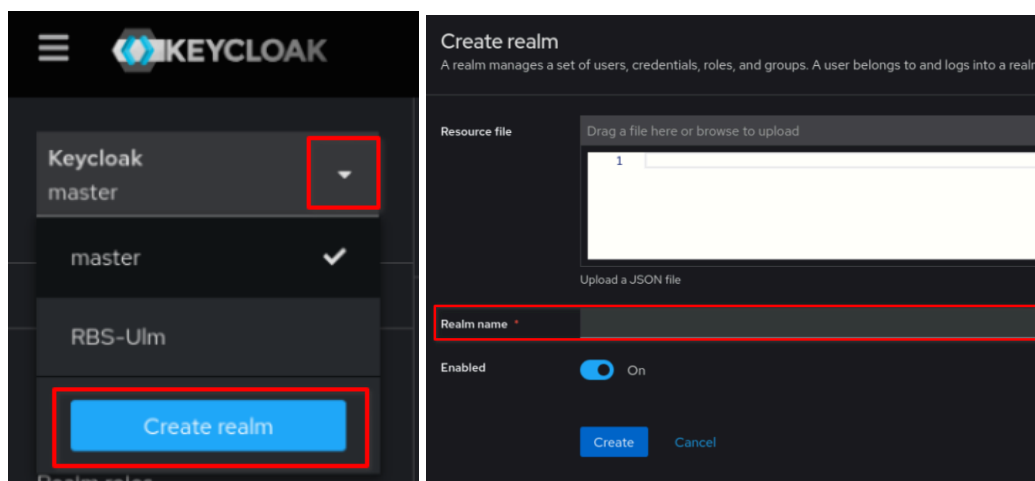 KEYCLOAK
Keycloak
master
master
RBS-Ulm
Create realm
Realm roles
Create realm
A realm manages a set of users, credentials, roles, and groups. A user belongs to and logs into a realm
Resource file
Drag a file here or browse to upload
1
Upload a JSON file
Realm name *
Enabled
On
Create Cancel